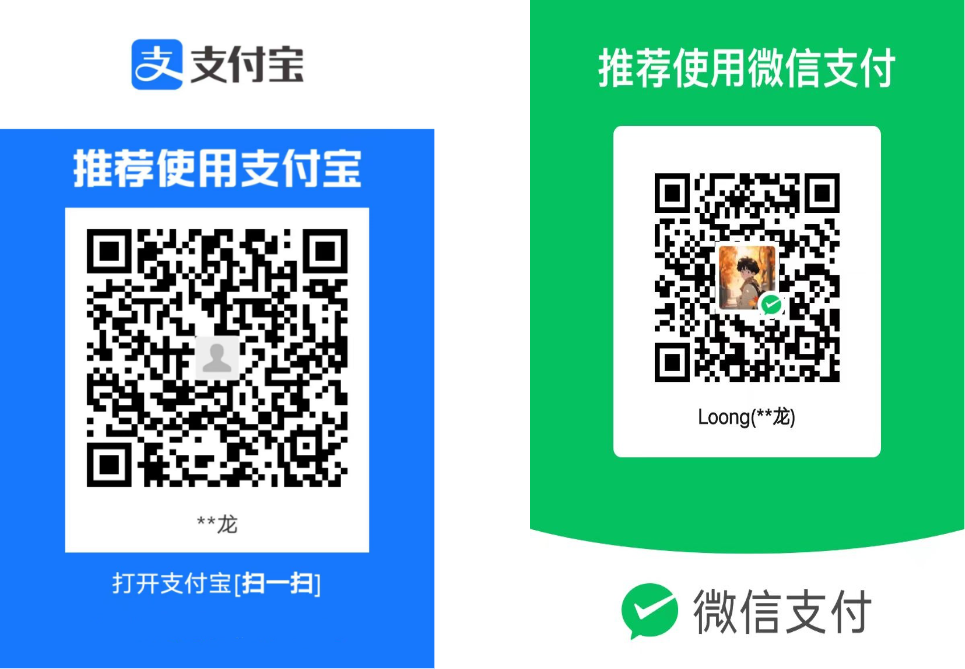 支付宝
推荐使用支付宝
**龙
打开支付宝[扫一扫]
推荐使用微信支付
Loong(**龙)
微信支付